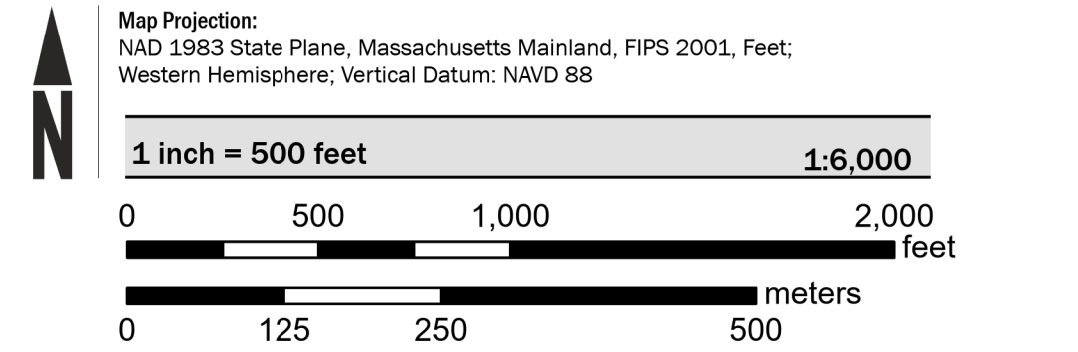 N
Map Projection:
NAD 1983 State Plane, Massachusetts Mainland, FIPS 2001, Feet;
Western Hemisphere; Vertical Datum: NAVD 88
1 inch = 500 feet 1:6,000
0 500 1,000 2,000
feet
meters
0 125 250 500